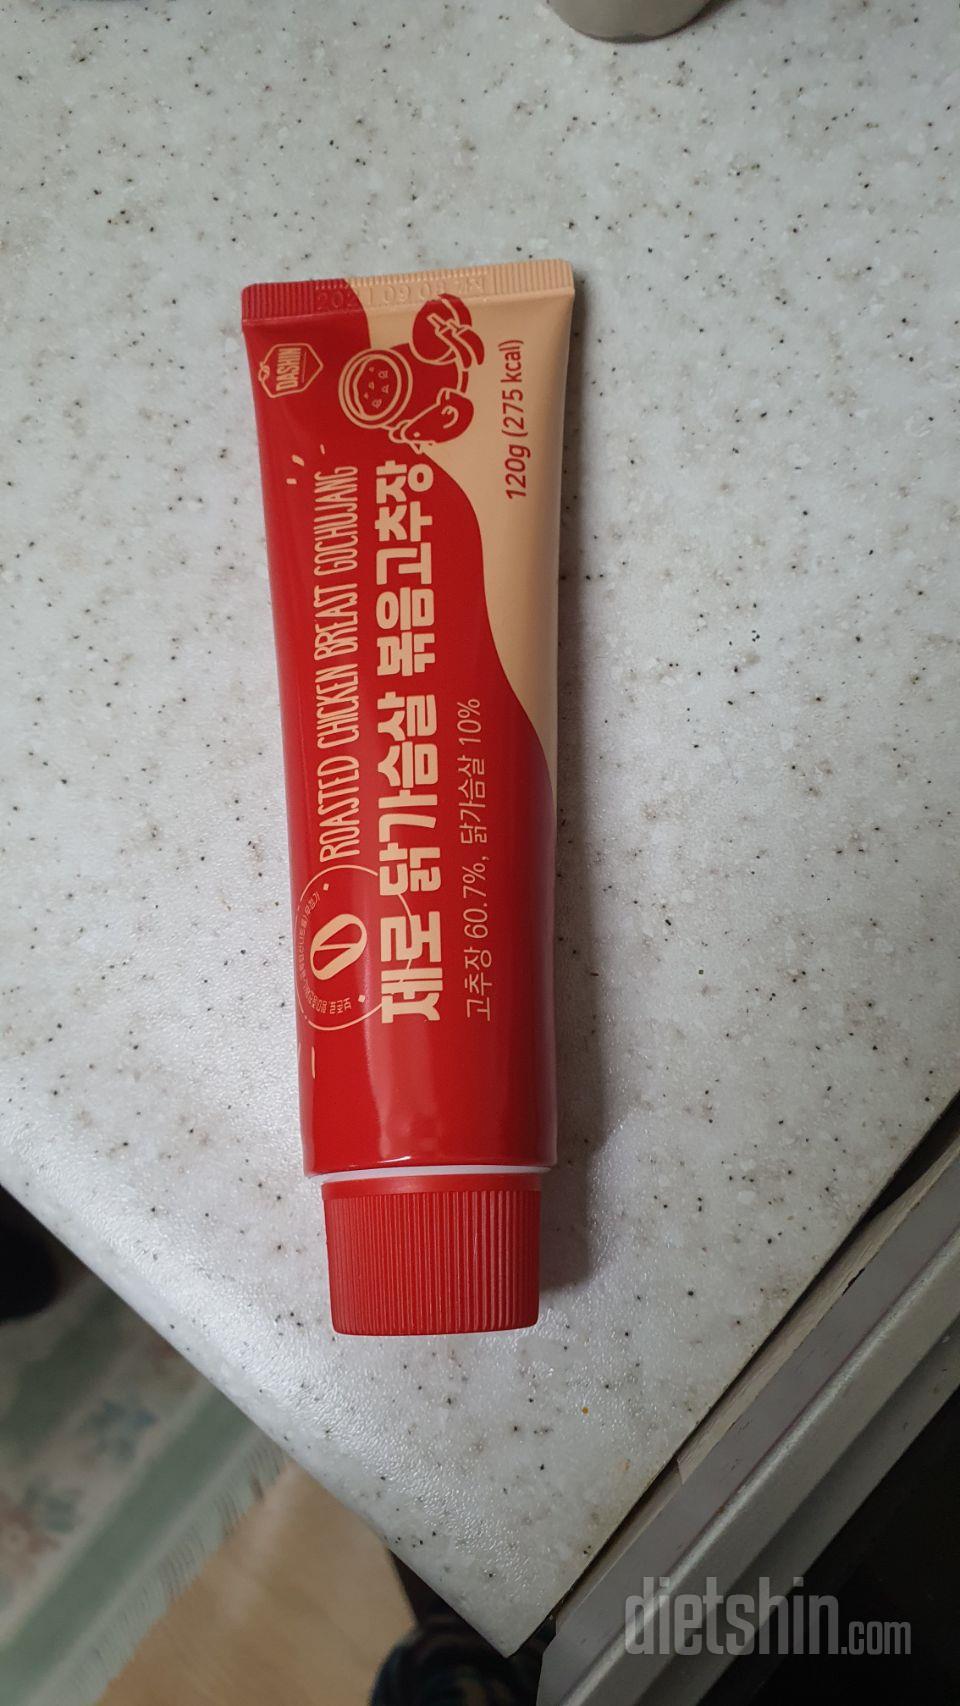 DASHIN
ROASTED CHICKEN BREAST GOCHUJANG
제로 닭가슴살 볶음고추장
고추장 60.7%, 닭가슴살 10%
120g (275 kcal)
dietshin.com